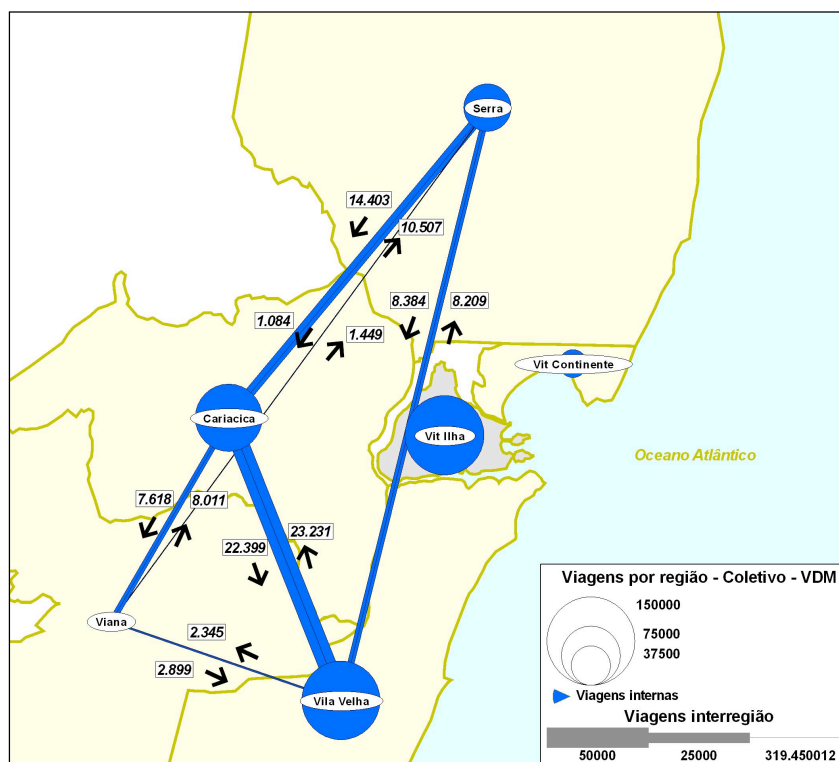 Serra
14.403
10.507
8.384
8.209
1.084
1.449
Vit Continente
Cariacica
Vit Ilha
Oceano Atlântico
7.618
8.011
23.231
22.399
Viana
2.345
2.899
Vila Velha
Viagens por região - Coletivo - VDM
150000
75000
37500
Viagens internas
Viagens interregião
50000
25000
319.450012